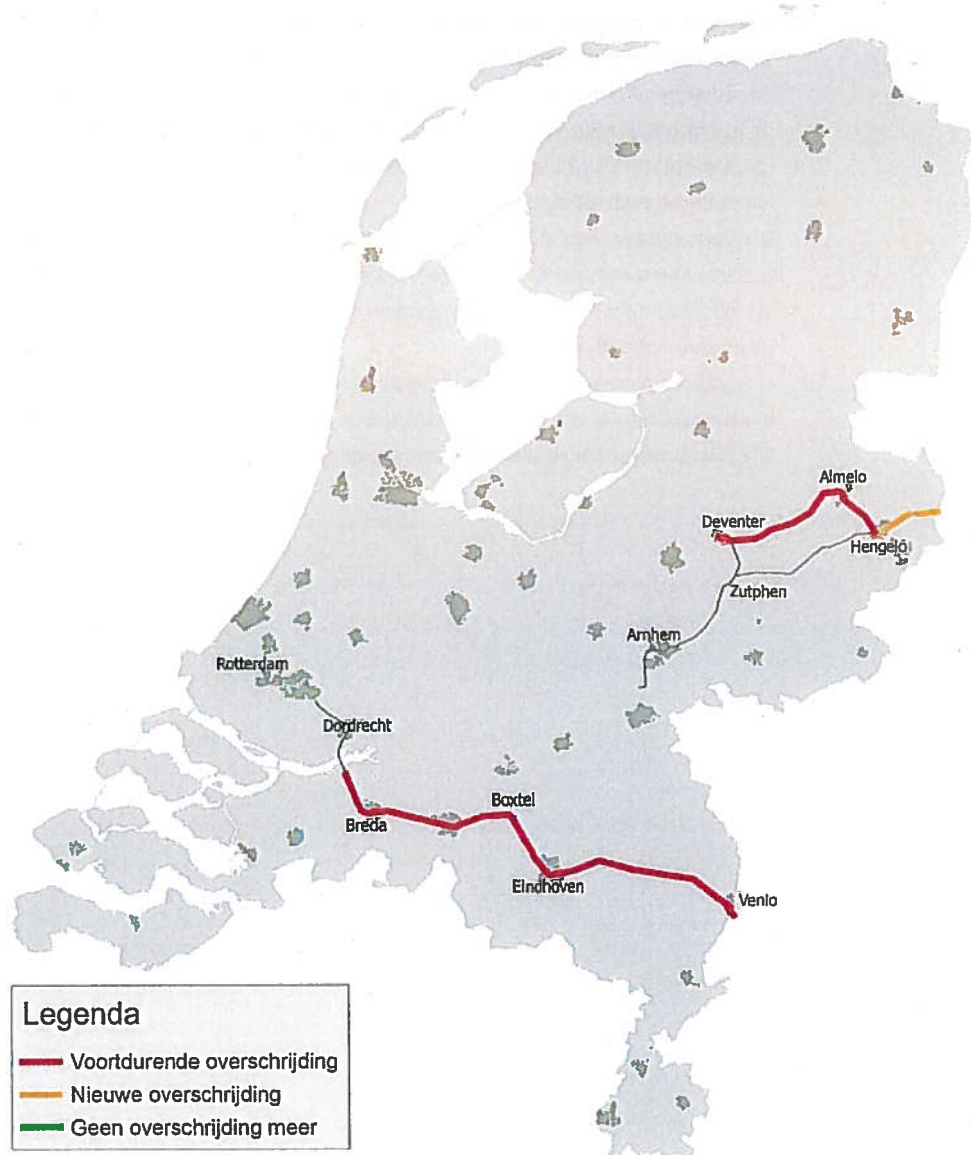 Almelo
Deventer
Hengelo
Zutphen
Arnhem
Rotterdam
Dordrecht
Boxtel
Breda
Eindhoven
Venlo
Legenda
Voortdurende overschrijding
Nieuwe overschrijding
Geen overschrijding meer